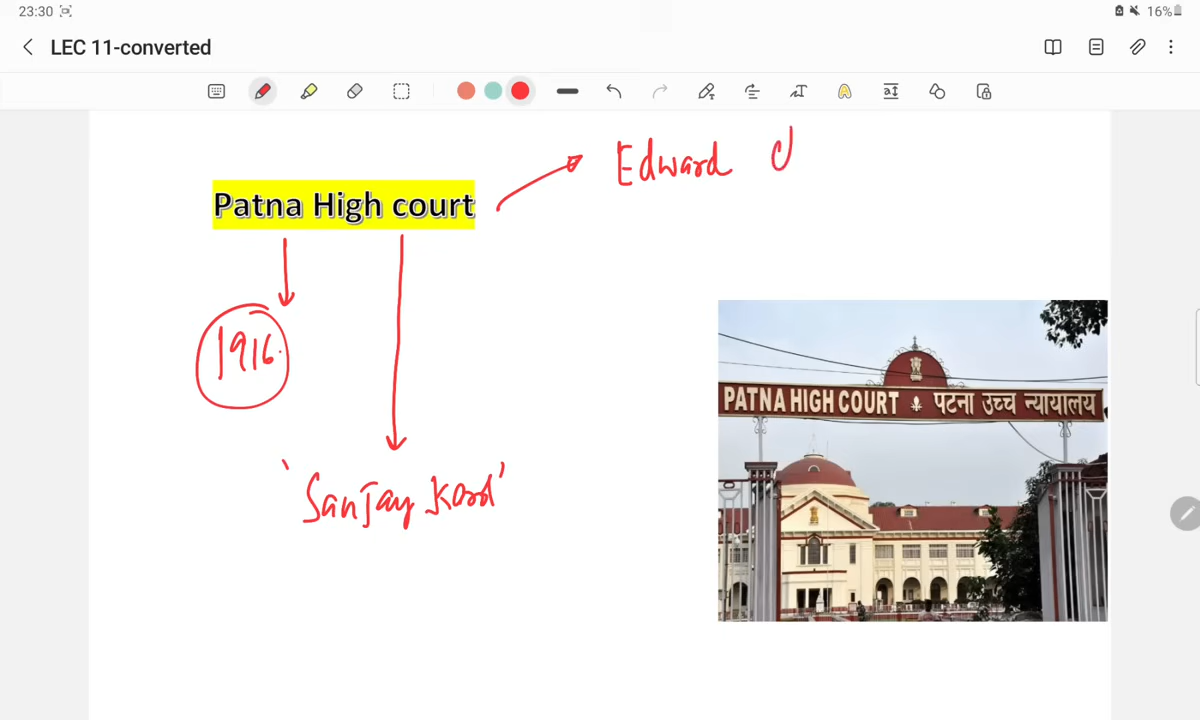 23:30
16%
LEC 11-converted
Edward
Patna High court
1916
PATNA HIGH COURT पटना उच्च न्यायालय
'Sanjay Karol'